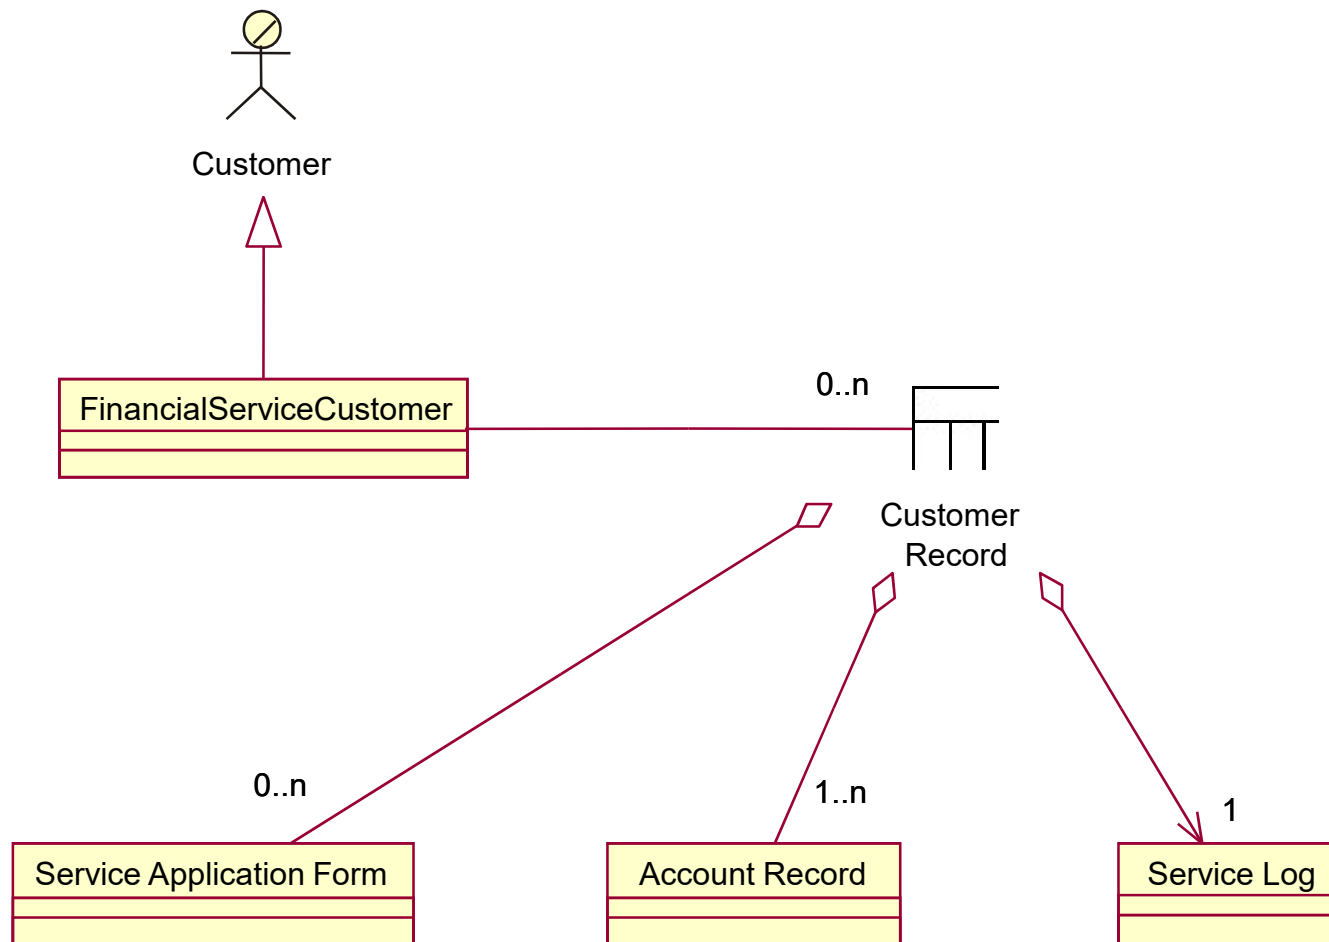 Customer
FinancialServiceCustomer
0..n
Customer
Record
0..n
1..n
1
Service Application Form
Account Record
Service Log